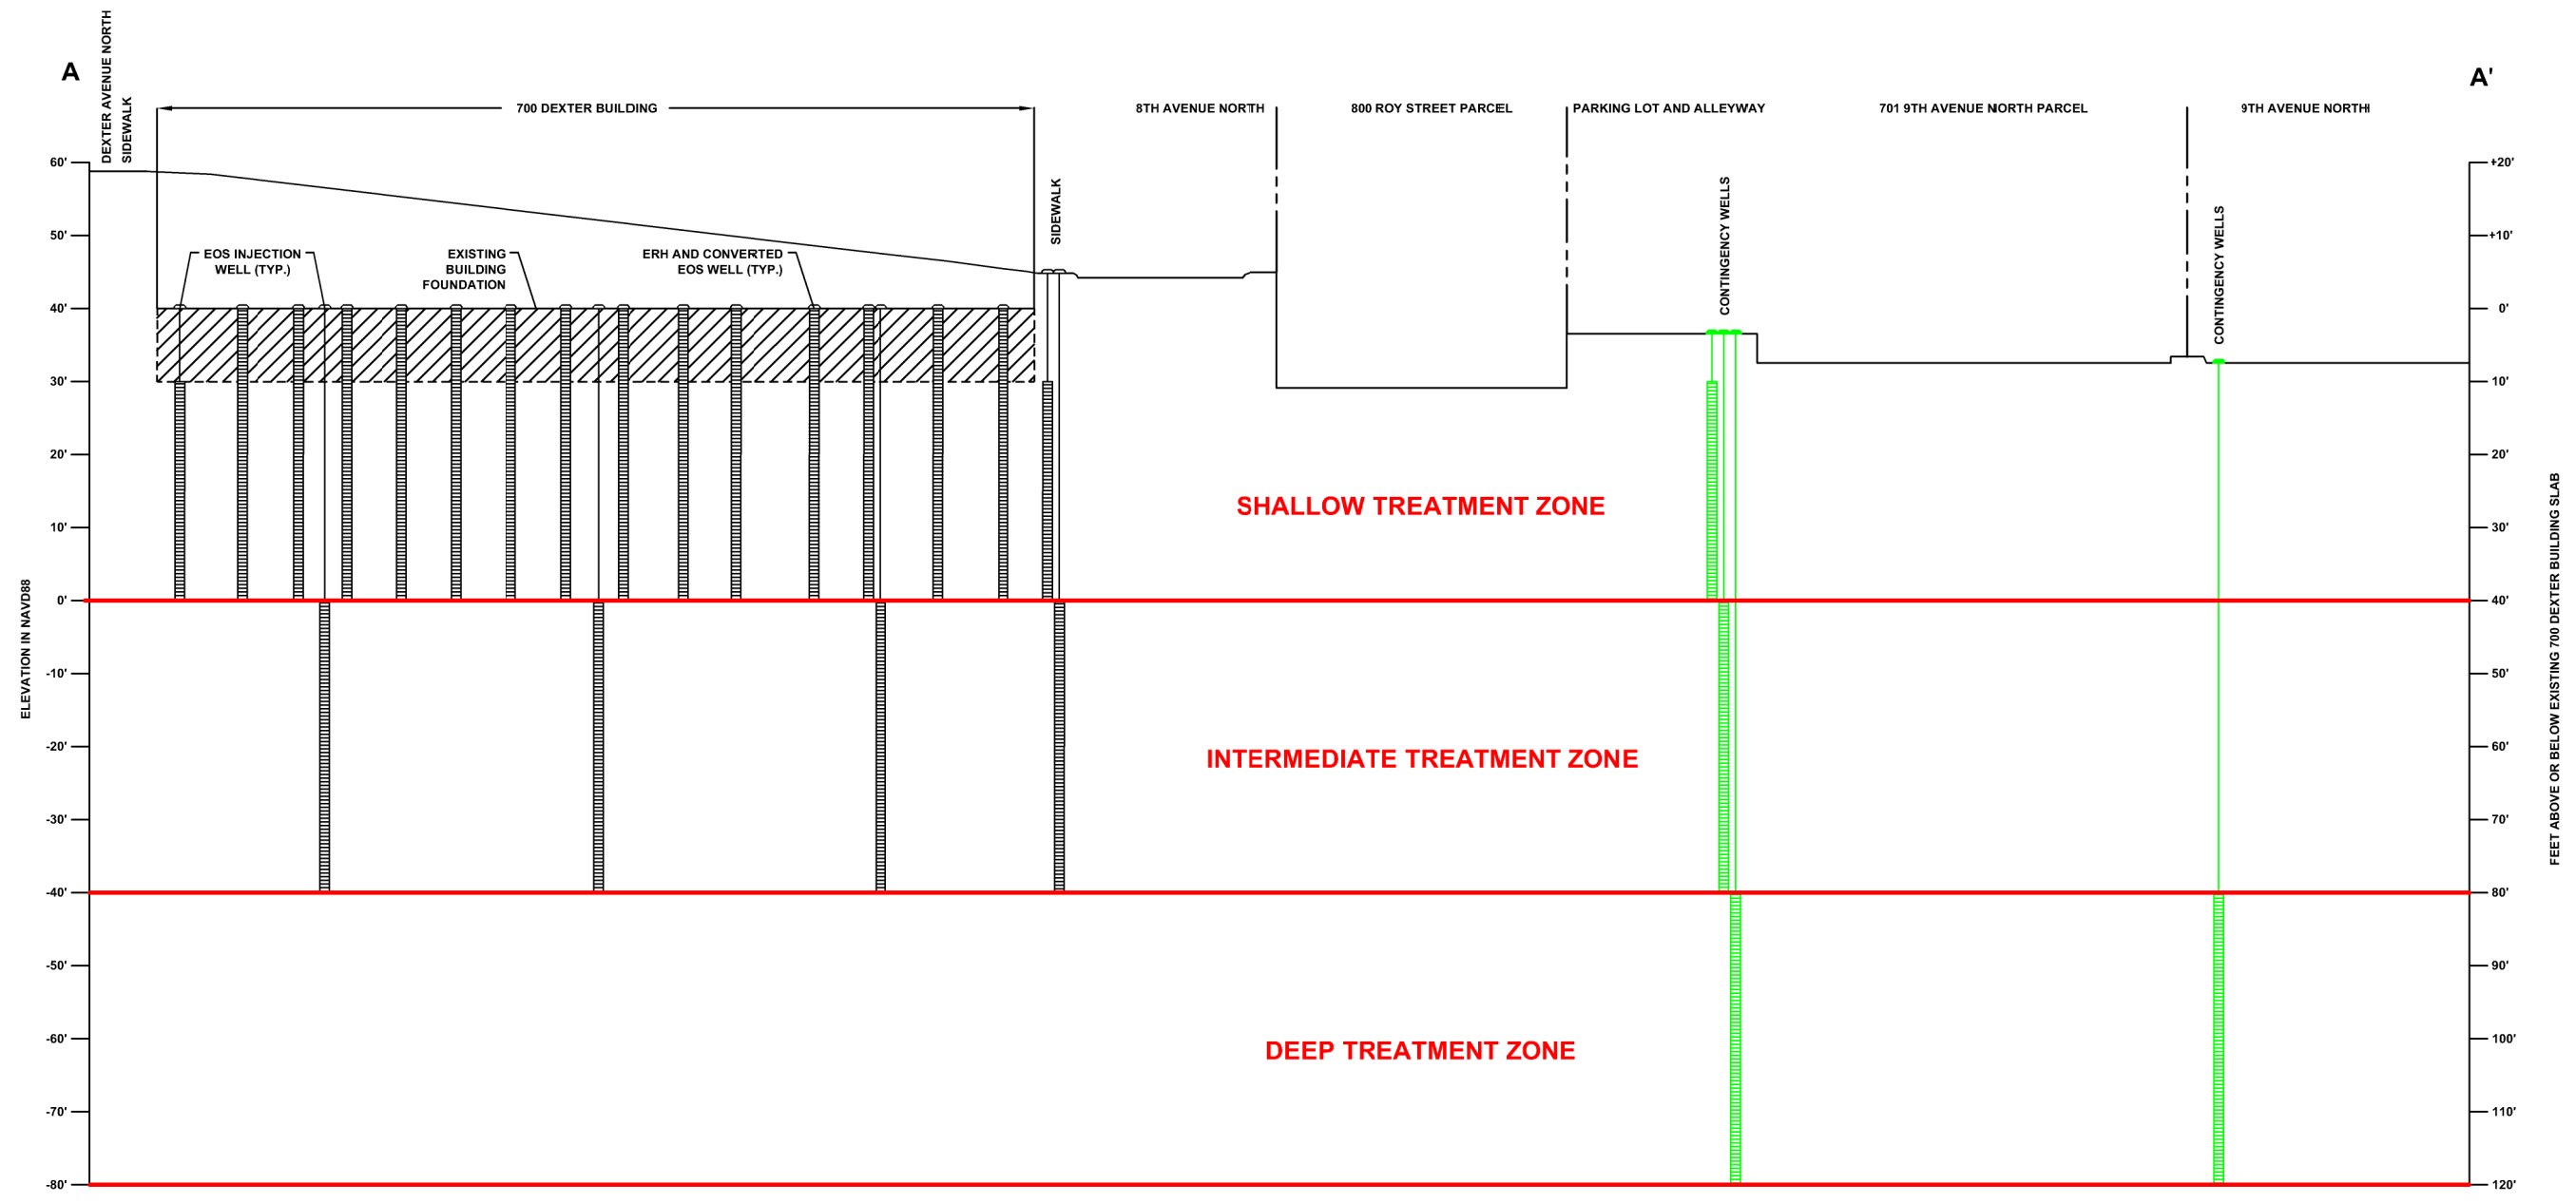 A
DEXTER AVENUE NORTH
SIDEWALK
700 DEXTER BUILDING
8TH AVENUE NORTH
800 ROY STREET PARCEL
PARKING LOT AND ALLEYWAY
701 9TH AVENUE NORTH PARCEL
9TH AVENUE NORTH
A'
SIDEWALK
CONTINGENCY WELLS
CONTINGENCY WELLS
EOS INJECTION
WELL (TYP.)
EXISTING
BUILDING
FOUNDATION
ERH AND CONVERTED
EOS WELL (TYP.)
SHALLOW TREATMENT ZONE
INTERMEDIATE TREATMENT ZONE
DEEP TREATMENT ZONE
ELEVATION IN NAVD88
60'
50'
40'
30'
20'
10'
0'
-10'
-20'
-30'
-40'
-50'
-60'
-70'
-80'
+20'
+10'
0'
10'
20'
30'
40'
50'
60'
70'
80'
90'
100'
110'
120'
FEET ABOVE OR BELOW EXISTING 700 DEXTER BUILDING SLAB